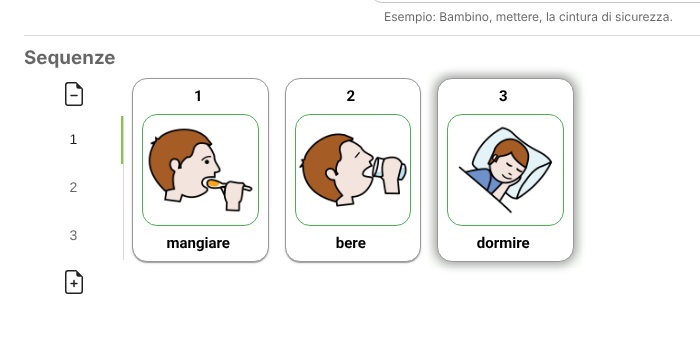 Esempio: Bambino, mettere, la cintura di sicurezza.
Sequenze
1
2
3
1
mangiare
2
bere
3
dormire